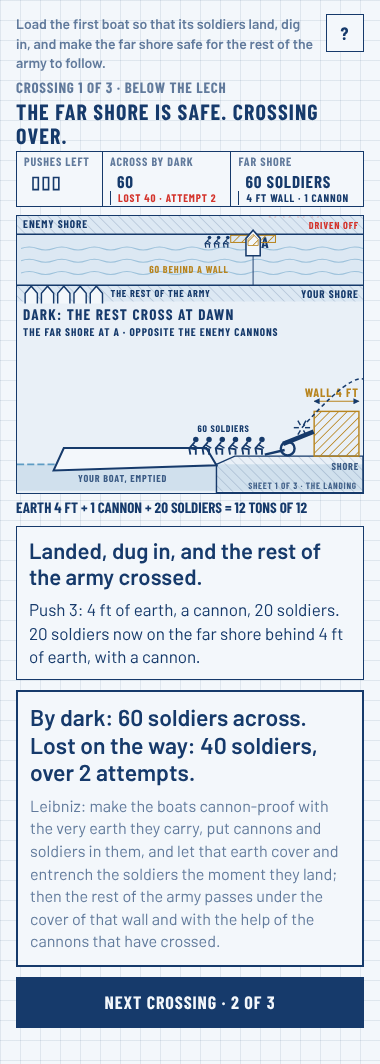 Load the first boat so that its soldiers land, dig
in, and make the far shore safe for the rest of the
army to follow.
?
CROSSING 1 OF 3 · BELOW THE LECH
THE FAR SHORE IS SAFE. CROSSING
OVER.
PUSHES LEFT
ACROSS BY DARK
60
LOST 40 · ATTEMPT 2
FAR SHORE
60 SOLDIERS
4 FT WALL · 1 CANNON
ENEMY SHORE
DRIVEN OFF
A
60 BEHIND A WALL
THE REST OF THE ARMY
YOUR SHORE
DARK: THE REST CROSS AT DAWN
THE FAR SHORE AT A · OPPOSITE THE ENEMY CANNONS
WALL 4 FT
60 SOLDIERS
SHORE
YOUR BOAT, EMPTIED
SHEET 1 OF 3 · THE LANDING
EARTH 4 FT + 1 CANNON + 20 SOLDIERS = 12 TONS OF 12
Landed, dug in, and the rest of
the army crossed.
Push 3: 4 ft of earth, a cannon, 20 soldiers.
20 soldiers now on the far shore behind 4 ft
of earth, with a cannon.
By dark: 60 soldiers across.
Lost on the way: 40 soldiers,
over 2 attempts.
Leibniz: make the boats cannon-proof with
the very earth they carry, put cannons and
soldiers in them, and let that earth cover and
entrench the soldiers the moment they land;
then the rest of the army passes under the
cover of that wall and with the help of the
cannons that have crossed.
NEXT CROSSING · 2 OF 3